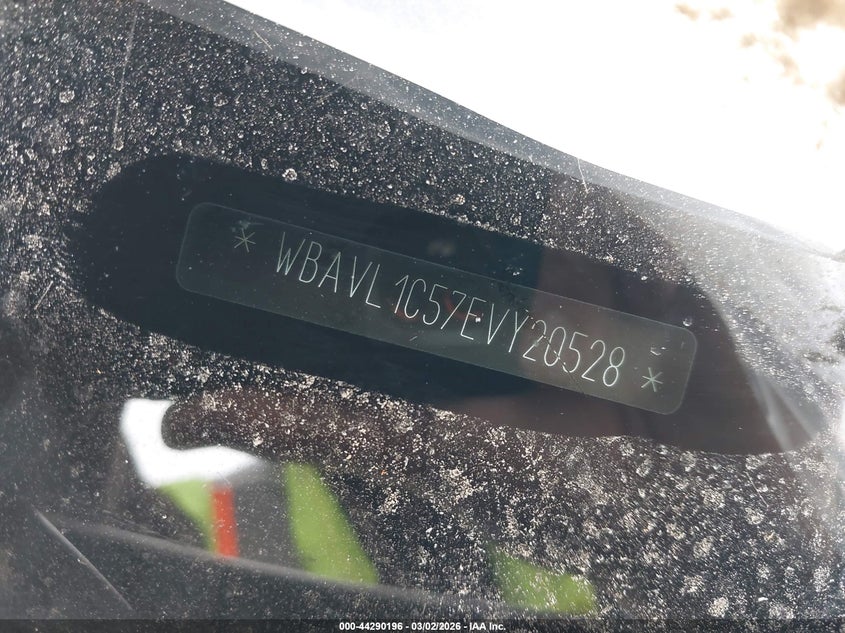 * WBAVL1C57EVY20528 *
000-44290196 - 03/02/2026 - IAA Inc.